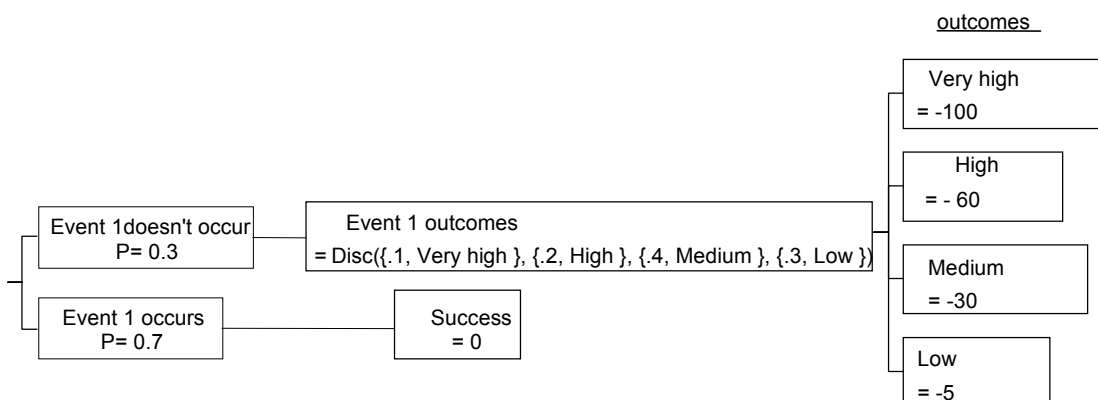 outcomes
Very high
= -100
High
= - 60
Event 1doesn't occur
P= 0.3
Event 1 outcomes
= Disc({.1, Very high }, {.2, High }, {.4, Medium }, {.3, Low })
Medium
= -30
Event 1 occurs
P= 0.7
Success
= 0
Low
= -5